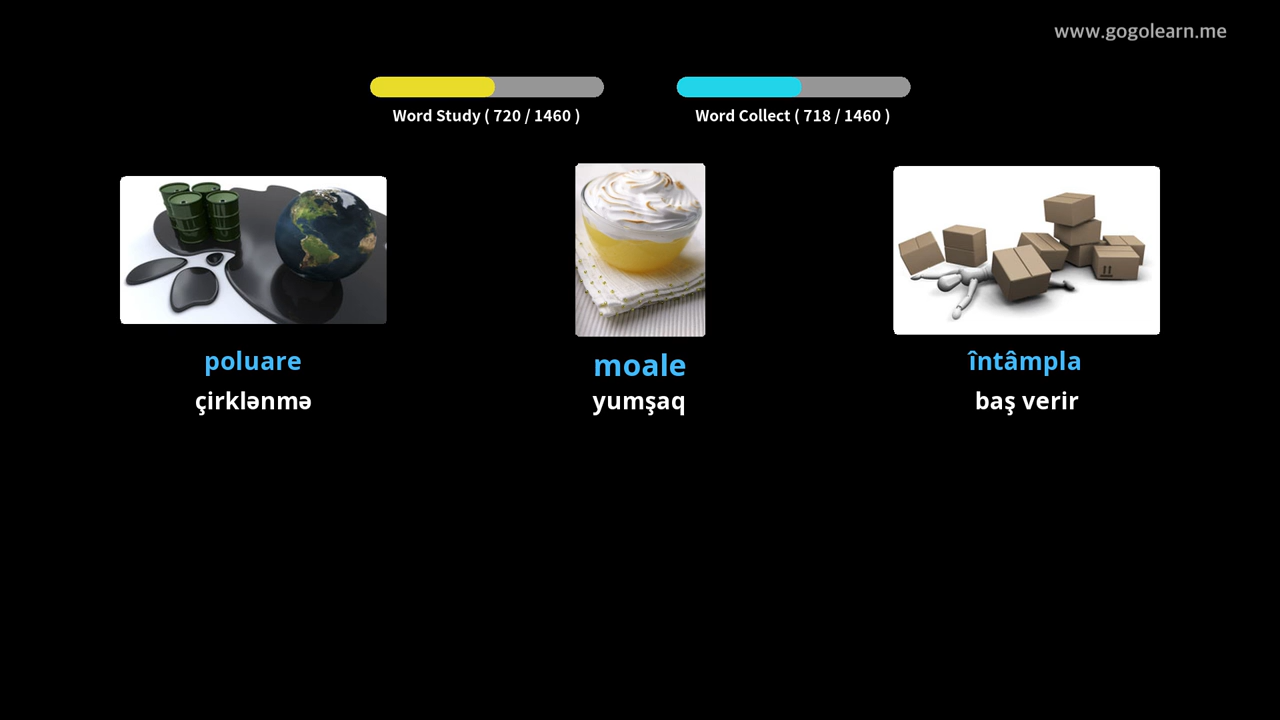 www.gogolearn.me
Word Study ( 720 / 1460 )
Word Collect ( 718 / 1460 )
poluare
çirklənmə
moale
yumşaq
întâmpla
baş verir